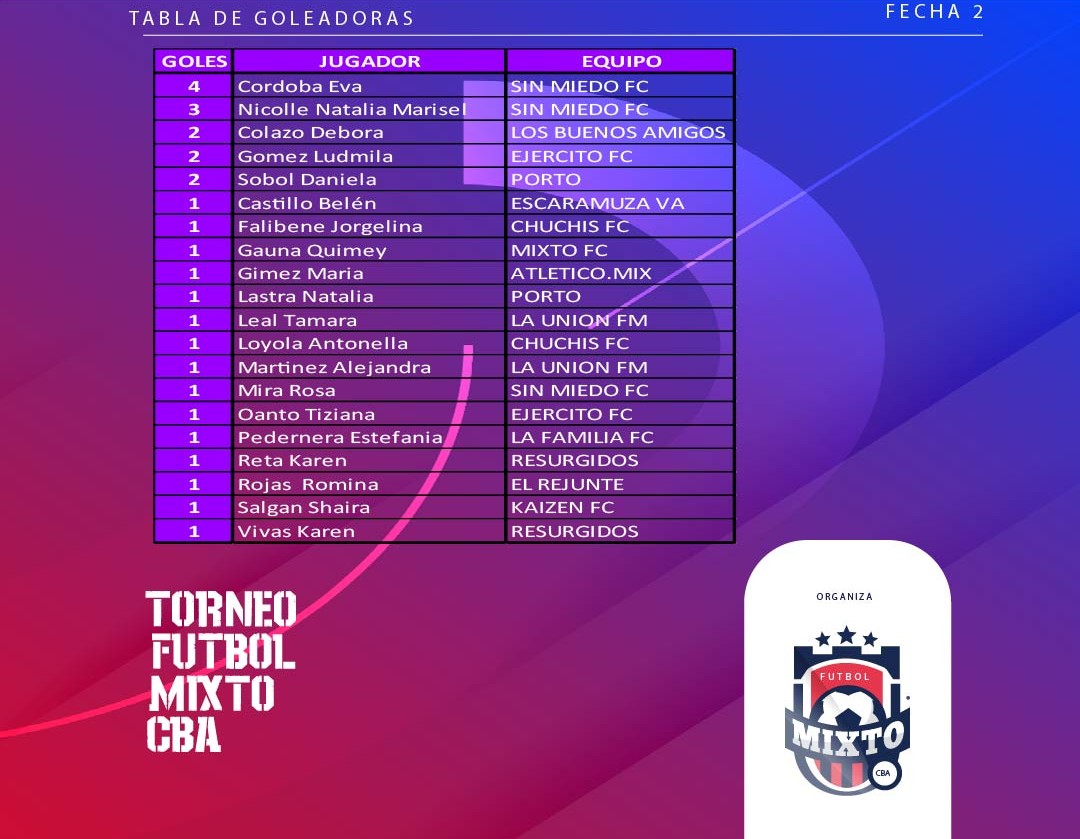 TABLA DE GOLEADORAS
FECHA 2
GOLES JUGADOR EQUIPO
4 Cordoba Eva SIN MIEDO FC
3 Nicolle Natalia Marisel SIN MIEDO FC
2 Colazo Debora LOS BUENOS AMIGOS
2 Gomez Ludmila EJERCITO FC
2 Sobol Daniela PORTO
1 Castillo Belén ESCARAMUZA VA
1 Falibene Jorgelina CHUCHIS FC
1 Gauna Quimey MIXTO FC
1 Gimez Maria ATLETICO.MIX
1 Lastra Natalia PORTO
1 Leal Tamara LA UNION FM
1 Loyola Antonella CHUCHIS FC
1 Martinez Alejandra LA UNION FM
1 Mira Rosa SIN MIEDO FC
1 Oanto Tiziana EJERCITO FC
1 Pedernera Estefania LA FAMILIA FC
1 Reta Karen RESURGIDOS
1 Rojas Romina EL REJUNTE
1 Salgan Shaira KAIZEN FC
1 Vivas Karen RESURGIDOS
TORNEO
FUTBOL
MIXTO
CBA
ORGANIZA
FUTBOL
MIXTO
CBA